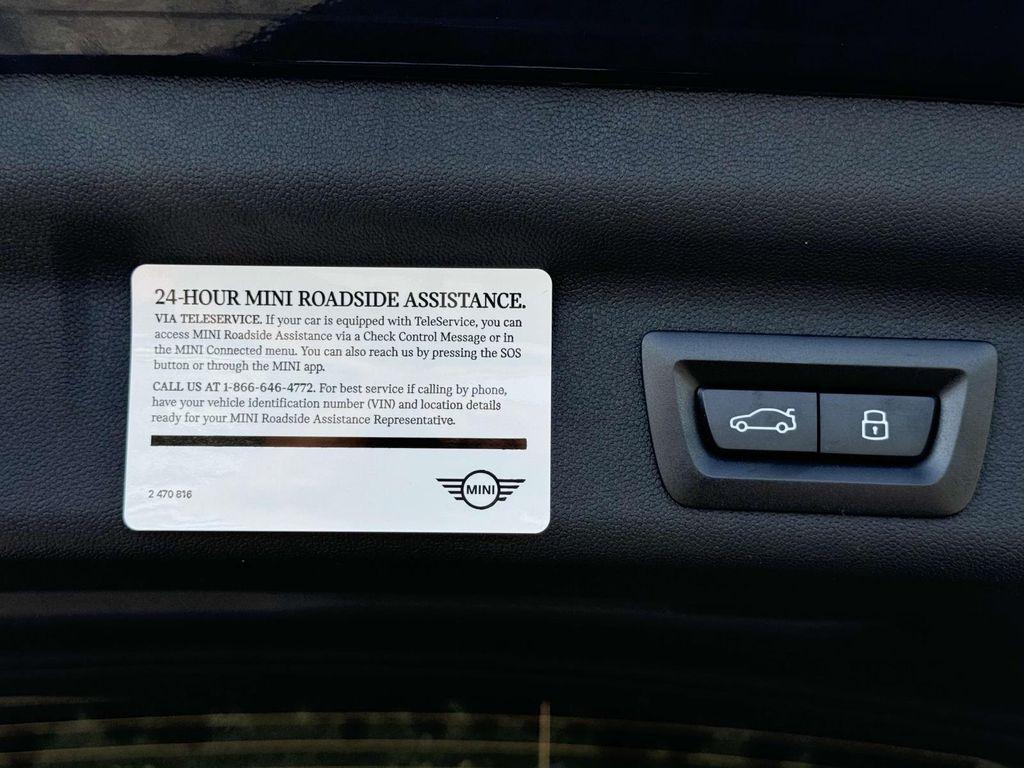 24-HOUR MINI ROADSIDE ASSISTANCE.
VIA TELESERVICE. If your car is equipped with TeleService, you can
access MINI Roadside Assistance via a Check Control Message or in
the MINI Connected menu. You can also reach us by pressing the SOS
button or through the MINI app.
CALL US AT 1-866-646-4772. For best service if calling by phone,
have your vehicle identification number (VIN) and location details
ready for your MINI Roadside Assistance Representative.
2 470 816
MINI